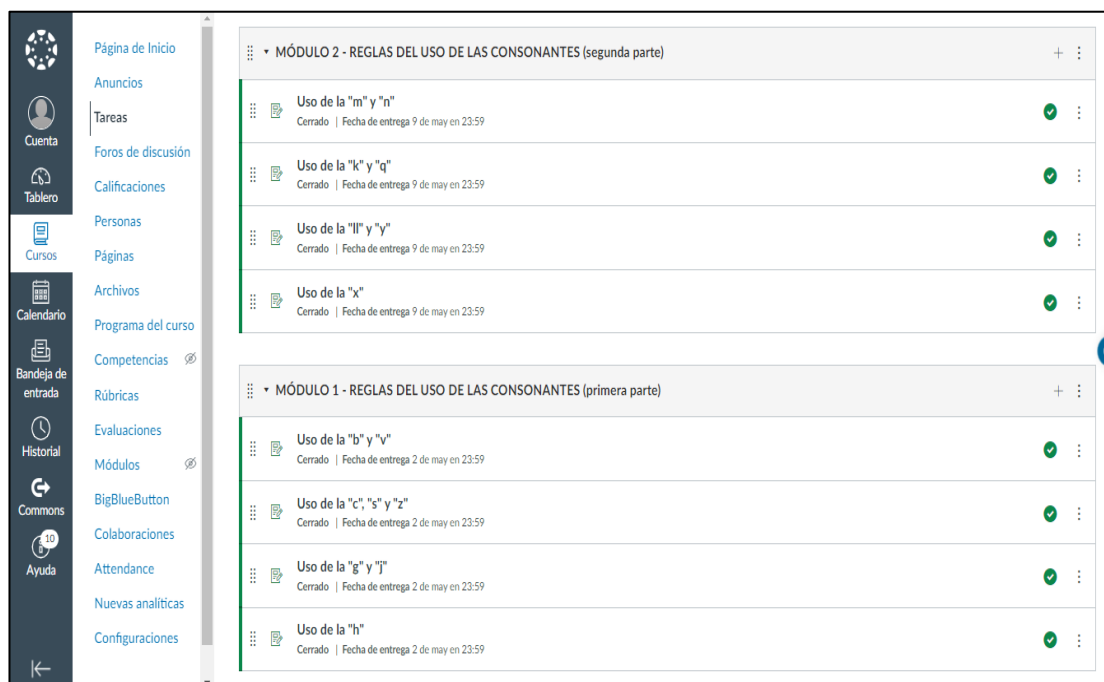 Cuenta
Tablero
Cursos
Calendario
Bandeja de
entrada
Historial
Commons
10
Ayuda
Página de Inicio
Anuncios
Tareas
Foros de discusión
Calificaciones
Personas
Páginas
Archivos
Programa del curso
Competencias
Rúbricas
Evaluaciones
Módulos
BigBlueButton
Colaboraciones
Attendance
Nuevas analíticas
Configuraciones
MÓDULO 2 - REGLAS DEL USO DE LAS CONSONANTES (segunda parte)
Uso de la "m" y "n"
Cerrado | Fecha de entrega 9 de may en 23:59
Uso de la "k" y "q"
Cerrado | Fecha de entrega 9 de may en 23:59
Uso de la "ll" y "y"
Cerrado | Fecha de entrega 9 de may en 23:59
Uso de la "x"
Cerrado | Fecha de entrega 9 de may en 23:59
MÓDULO 1 - REGLAS DEL USO DE LAS CONSONANTES (primera parte)
Uso de la "b" y "v"
Cerrado | Fecha de entrega 2 de may en 23:59
Uso de la "c", "s" y "z"
Cerrado | Fecha de entrega 2 de may en 23:59
Uso de la "g" y "j"
Cerrado | Fecha de entrega 2 de may en 23:59
Uso de la "h"
Cerrado | Fecha de entrega 2 de may en 23:59